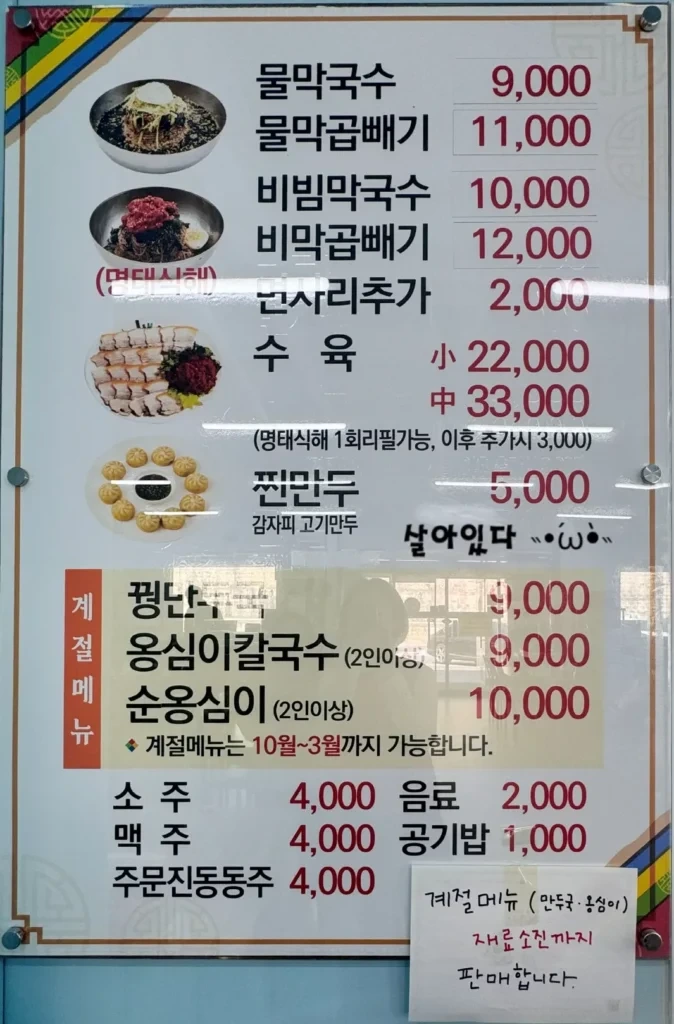 물막국수 9,000
물막곱빼기 11,000
비빔막국수 10,000
비막곱빼기 12,000
(명태식해)
면사리추가 2,000
수 육 小 22,000
中 33,000
(명태식해 1회리필가능, 이후 추가시 3,000)
찐만두 5,000
감자피 고기만두
살아있다 〃•́ω•̀〃
계절메뉴
꿩만두국 9,000
옹심이칼국수 (2인이상) 9,000
순옹심이 (2인이상) 10,000
계절메뉴는 10월~3월까지 가능합니다.
소 주 4,000 음료 2,000
맥 주 4,000 공기밥 1,000
주문진동동주 4,000
계절메뉴 (만두국·옹심이)
재료소진까지
판매합니다.